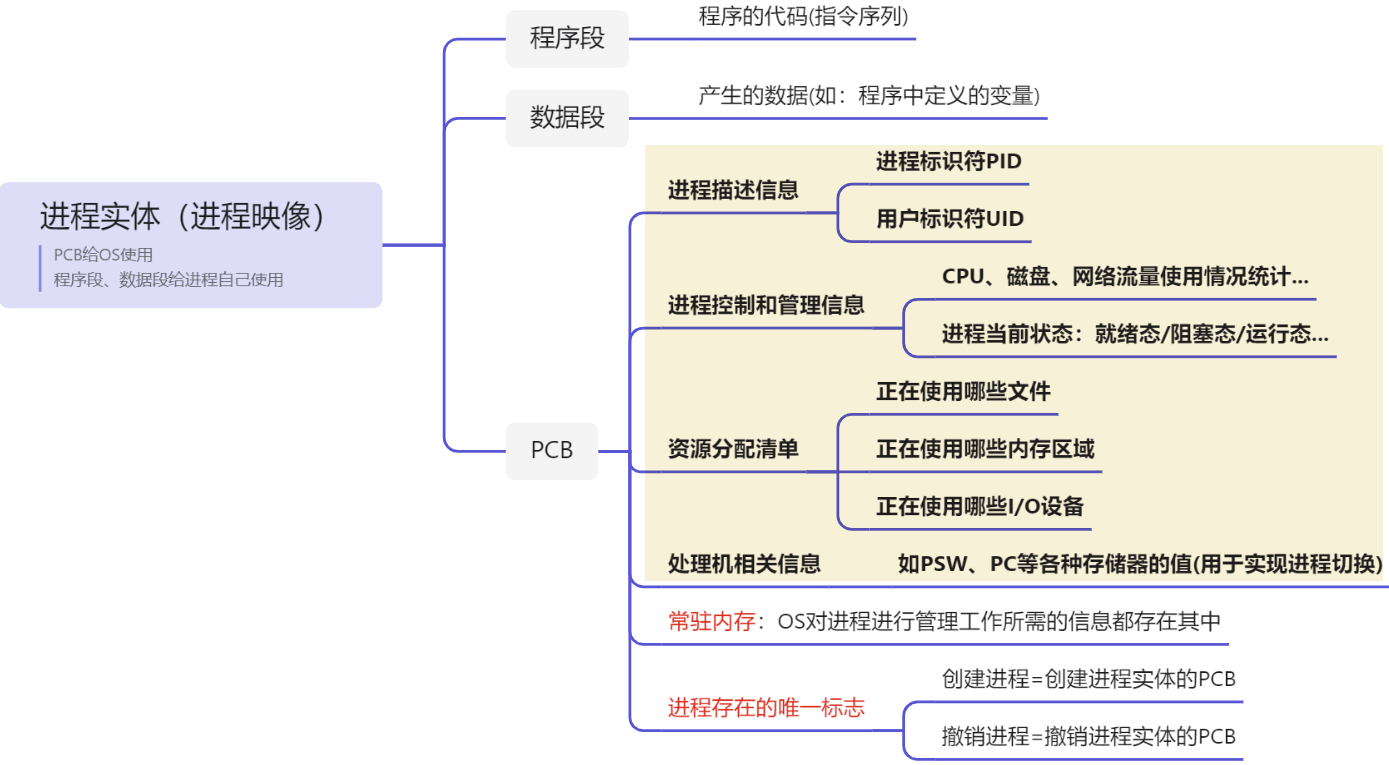 程序段
程序的代码(指令序列)
数据段
产生的数据(如：程序中定义的变量)
进程实体（进程映像）
PCB给OS使用
程序段、数据段给进程自己使用
PCB
进程描述信息
进程标识符PID
用户标识符UID
进程控制和管理信息
CPU、磁盘、网络流量使用情况统计...
进程当前状态：就绪态/阻塞态/运行态...
资源分配清单
正在使用哪些文件
正在使用哪些内存区域
正在使用哪些I/O设备
处理机相关信息
如PSW、PC等各种存储器的值(用于实现进程切换)
常驻内存：OS对进程进行管理工作所需的信息都存在其中
进程存在的唯一标志
创建进程=创建进程实体的PCB
撤销进程=撤销进程实体的PCB